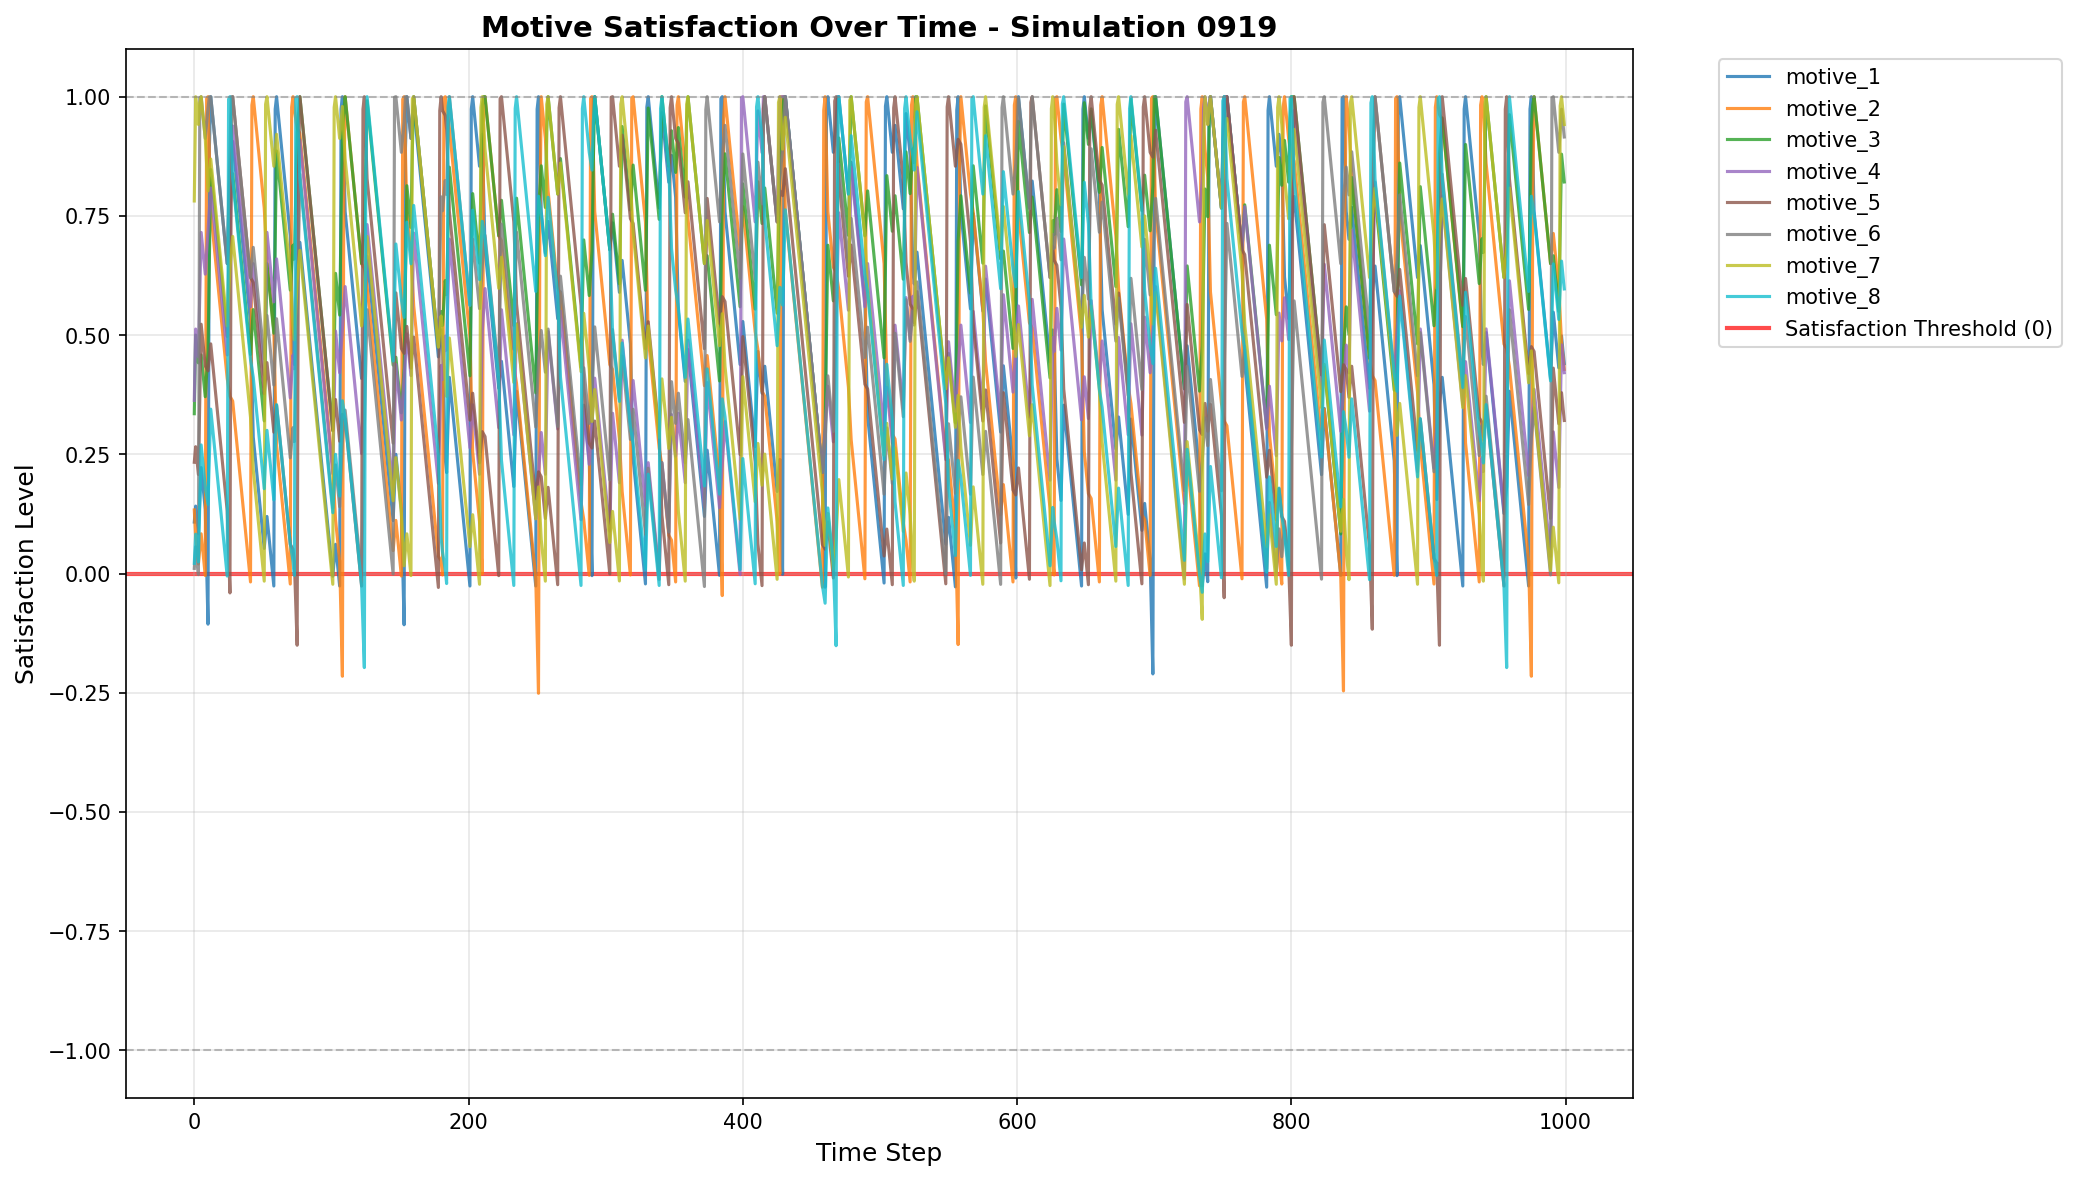 Motive Satisfaction Over Time - Simulation 0919
motive_1
motive_2
motive_3
motive_4
motive_5
motive_6
motive_7
motive_8
Satisfaction Threshold (0)
Satisfaction Level
1.00
0.75
0.50
0.25
0.00
−0.25
−0.50
−0.75
−1.00
0 200 400 600 800 1000
Time Step